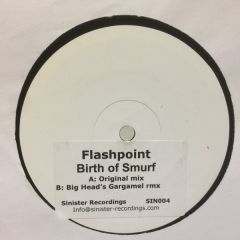 Flashpoint
Birth of Smurf
A: Original mix
B: Big Head's Gargamel rmx
Sinister Recordings SIN004
Info@sinister-recordings.com